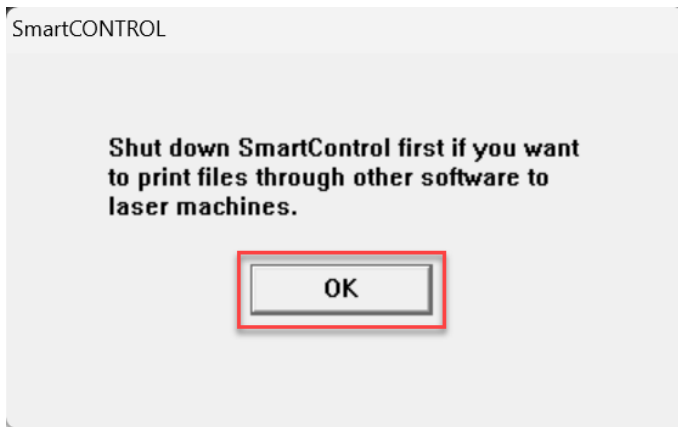 SmartCONTROL
Shut down SmartControl first if you want
to print files through other software to
laser machines.
OK